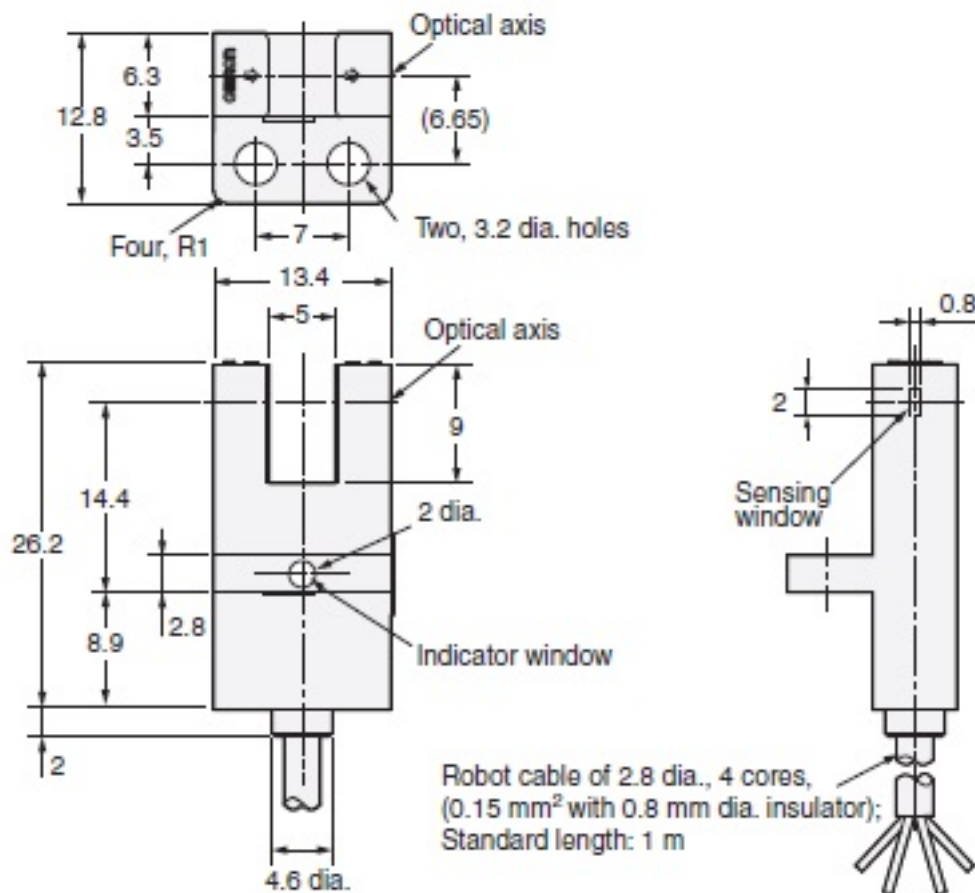 Optical axis
6.3
12.8
(6.65)
3.5
Two, 3.2 dia. holes
7
Four, R1
13.4
0.8
5
Optical axis
2
9
14.4
Sensing
window
2 dia.
26.2
2.8
8.9
Indicator window
2
Robot cable of 2.8 dia., 4 cores,
(0.15 mm² with 0.8 mm dia. insulator);
Standard length: 1 m
4.6 dia.